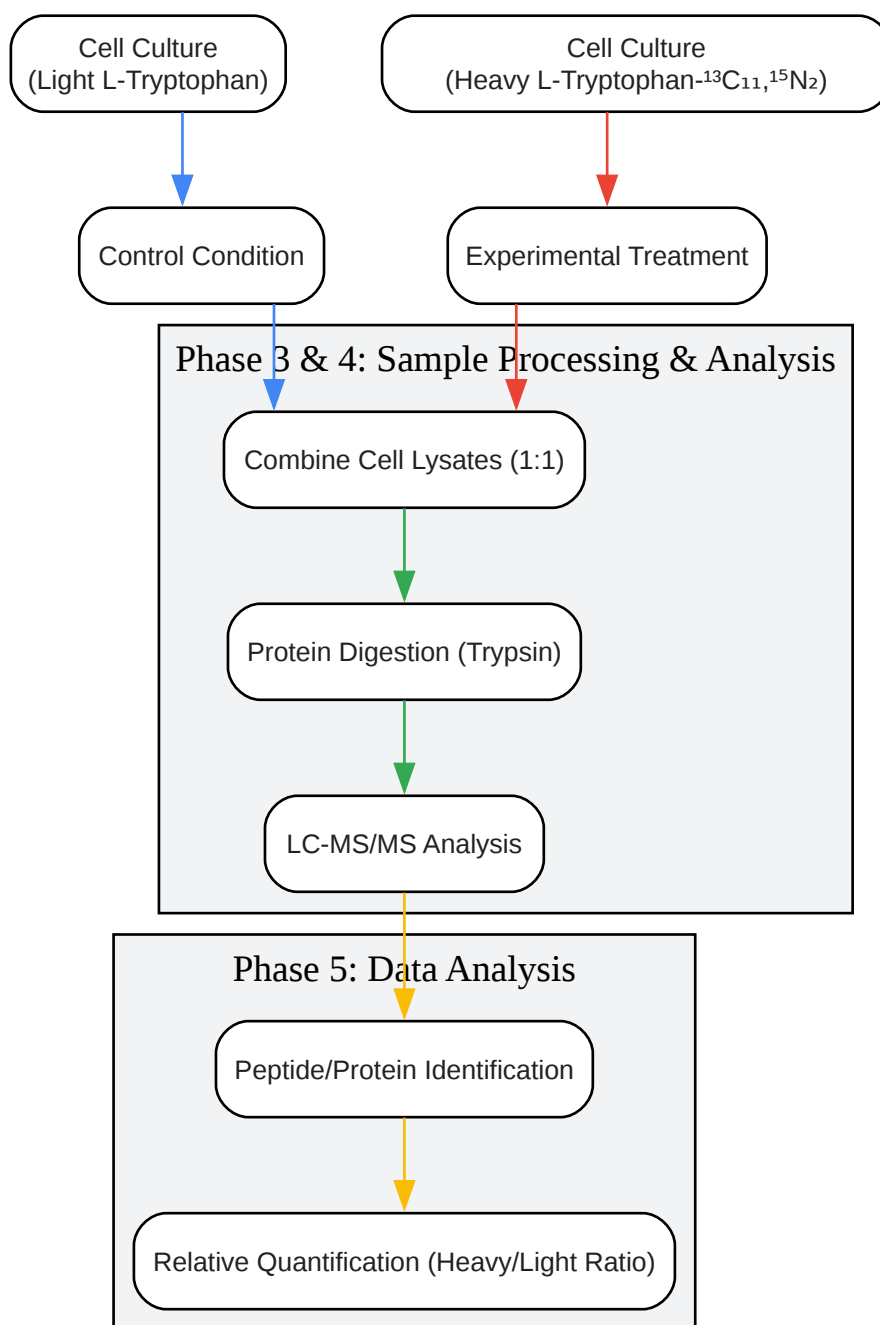 Cell Culture
(Light L-Tryptophan)
Cell Culture
(Heavy L-Tryptophan-¹³C₁₁,¹⁵N₂)
Control Condition
Experimental Treatment
Phase 3 & 4: Sample Processing & Analysis
Combine Cell Lysates (1:1)
Protein Digestion (Trypsin)
LC-MS/MS Analysis
Phase 5: Data Analysis
Peptide/Protein Identification
Relative Quantification (Heavy/Light Ratio)